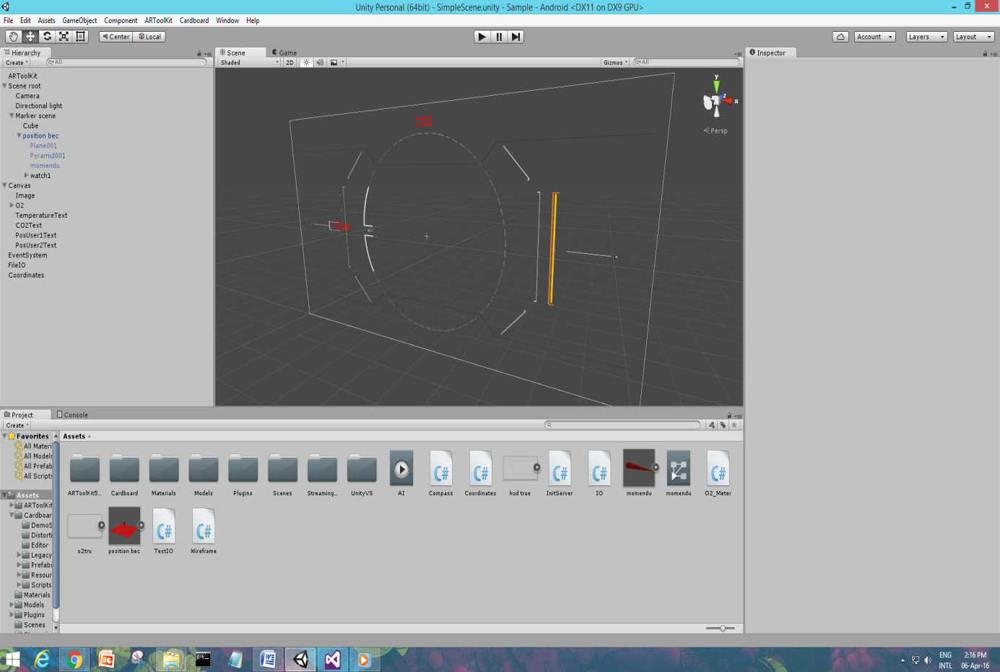 Unity Personal (64bit) - SimpleScene.unity - Sample - Android <DX11 on DX9 GPU>
File Edit Assets GameObject Component ARToolKit Cardboard Window Help
Center Local Account Layers Layout
Hierarchy
Create All
ARToolKit
Scene root
Camera
Directional light
Marker scene
Cube
position bec
Plane001
Pyramid001
momendu
watch1
Canvas
Image
O2
TemperatureText
CO2Text
PosUser1Text
PosUser2Text
EventSystem
FileIO
Coordinates
Scene Game
Shaded 2D Gizmos All
CO2
y
z
x
Persp
Inspector
Project Console
Create
Favorites
All Materi
All Models
All Prefab
All Scripts
Assets
ARToolKit
Cardboar
DemoS
Distorti
Editor
Legacy
Prefabs
Resour
Scripts
Materials
Models
Plugins
Scenes
Assets
ARToolKit5... Cardboard Materials Models Plugins Scenes Streaming... UnityVS AI Compass Coordinates hud true InitServer IO momendu momendu O2_Meter
o2tru position bec TestIO Wireframe
ENG 2:16 PM
INTL 06-Apr-16